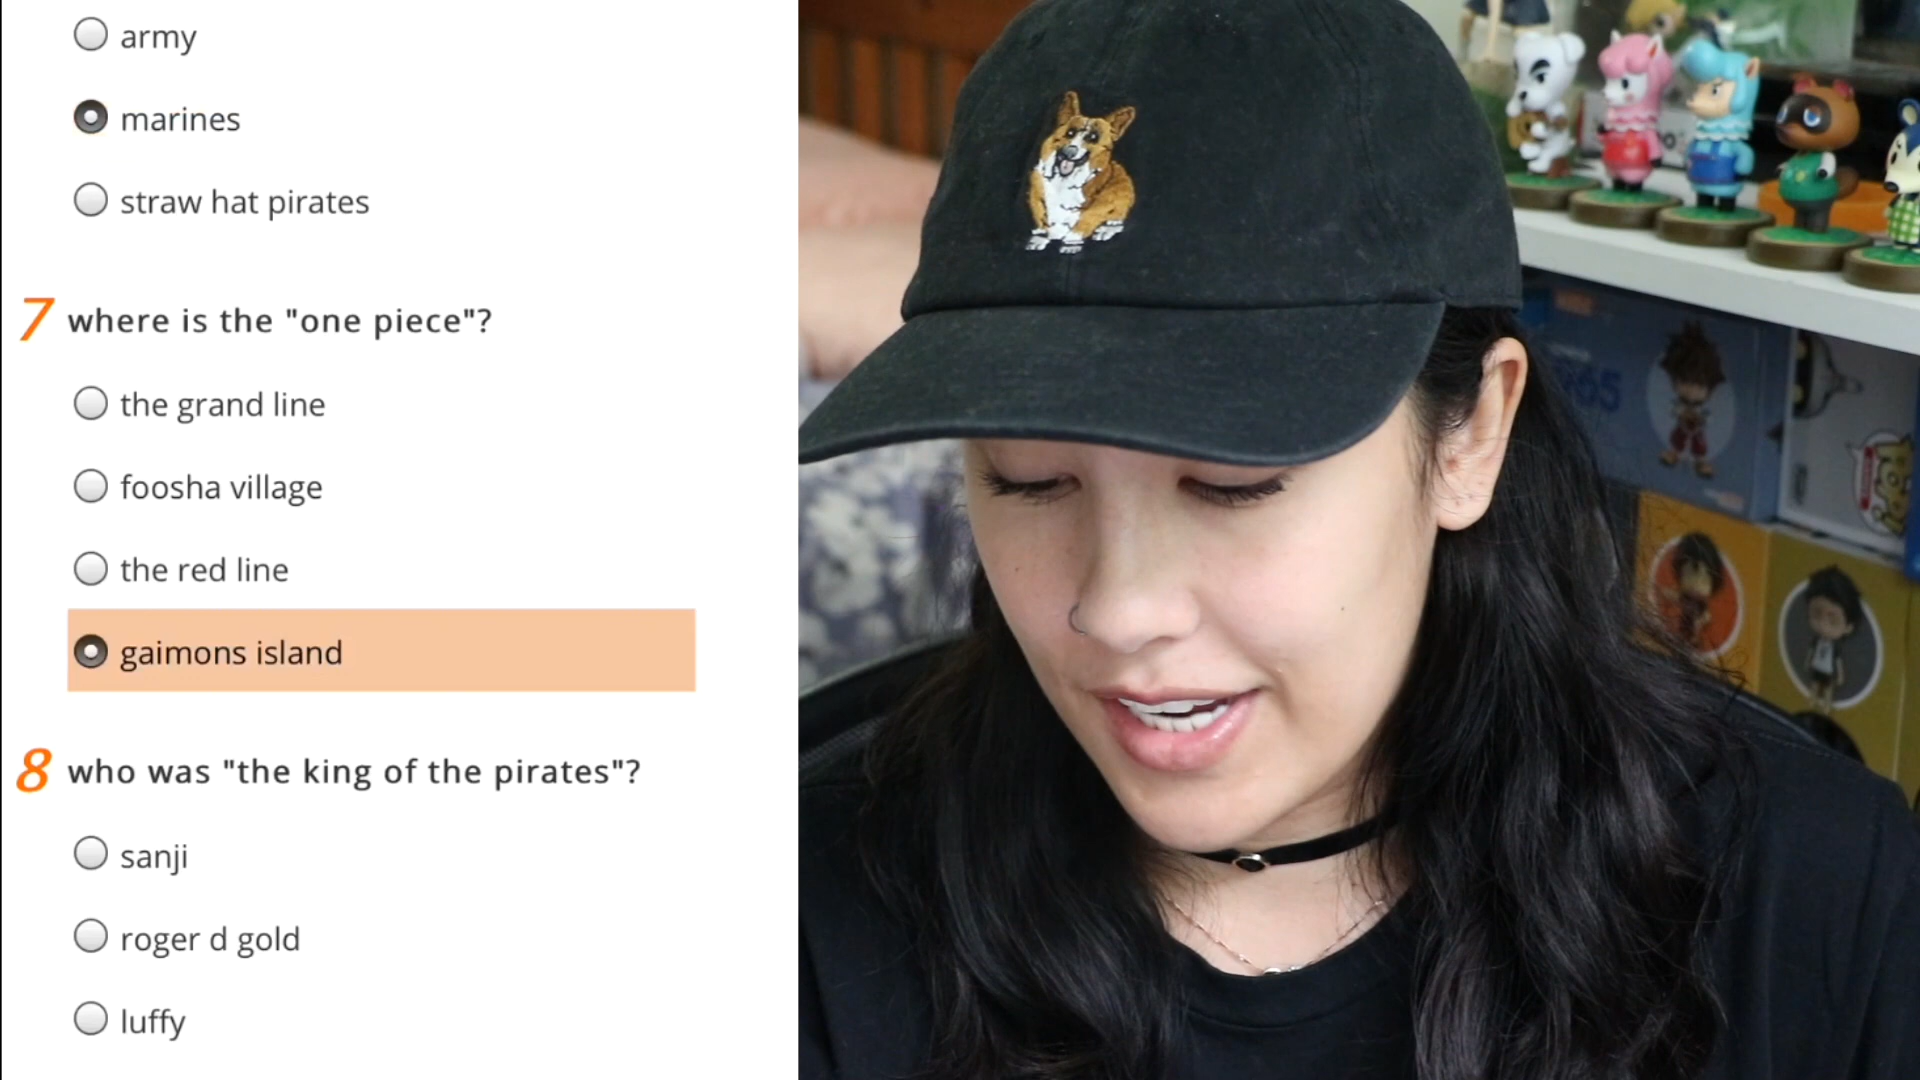 army
marines
straw hat pirates
7 where is the "one piece"?
the grand line
foosha village
the red line
gaimons island
8 who was "the king of the pirates"?
sanji
roger d gold
luffy